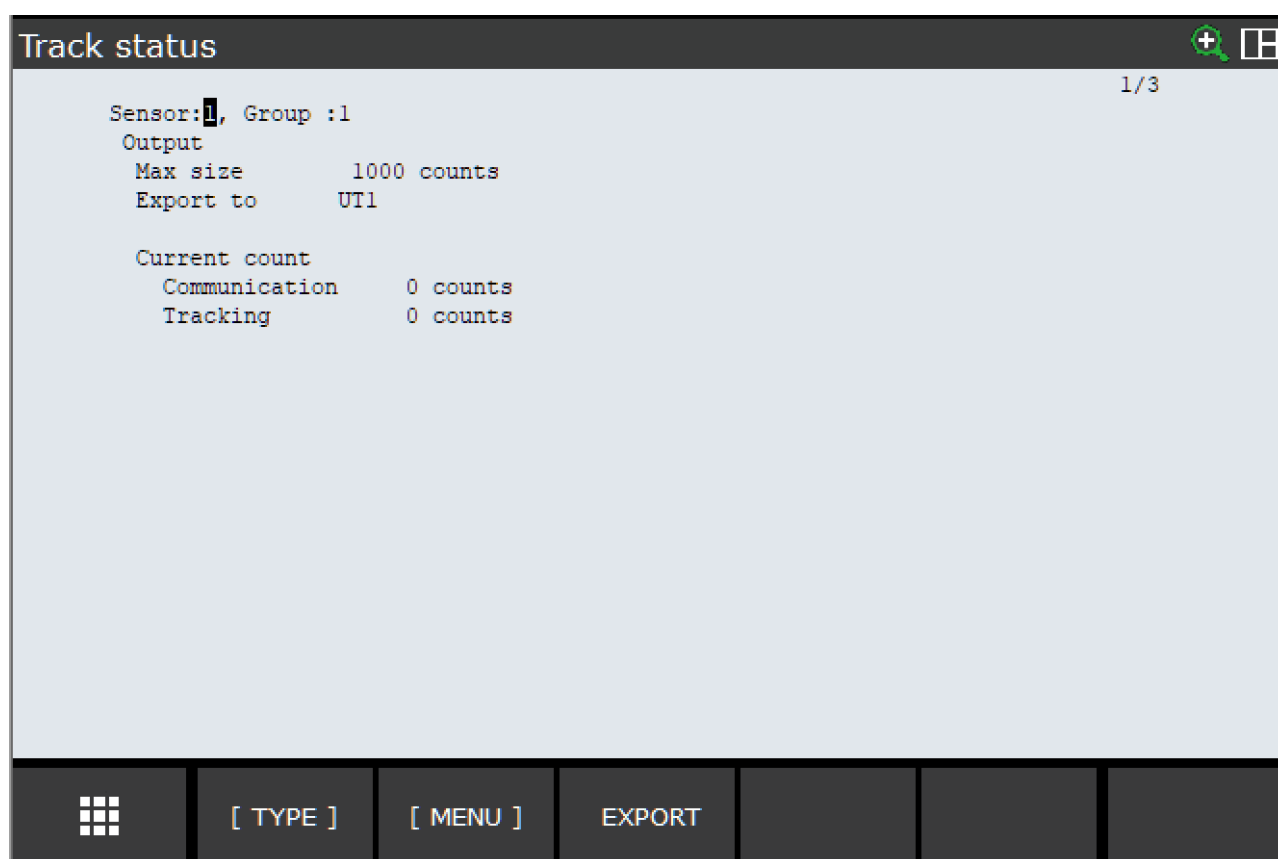 Track status
1/3
Sensor:1, Group :1
Output
Max size 1000 counts
Export to UT1
Current count
Communication 0 counts
Tracking 0 counts
[ TYPE ] [ MENU ] EXPORT